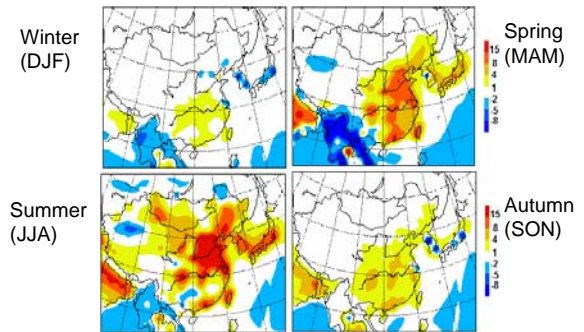 Winter
(DJF)
Spring
(MAM)
15
8
4
1
-2
-5
-8
Summer
(JJA)
Autumn
(SON)
15
8
4
1
-2
-5
-8